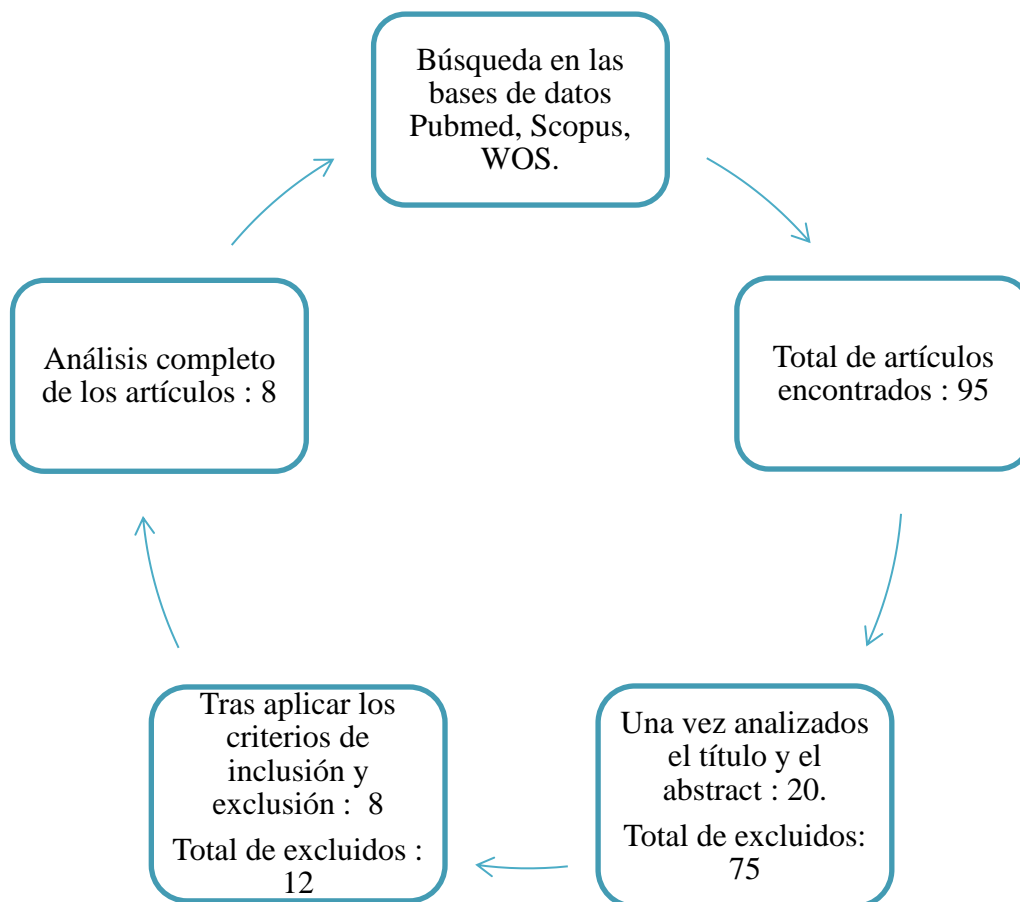 Búsqueda en las
bases de datos
Pubmed, Scopus,
WOS.
Total de artículos
encontrados : 95
Una vez analizados
el título y el
abstract : 20.
Total de excluidos:
75
Tras aplicar los
criterios de
inclusión y
exclusión :  8
Total de excluidos :
12
Análisis completo
de los artículos : 8